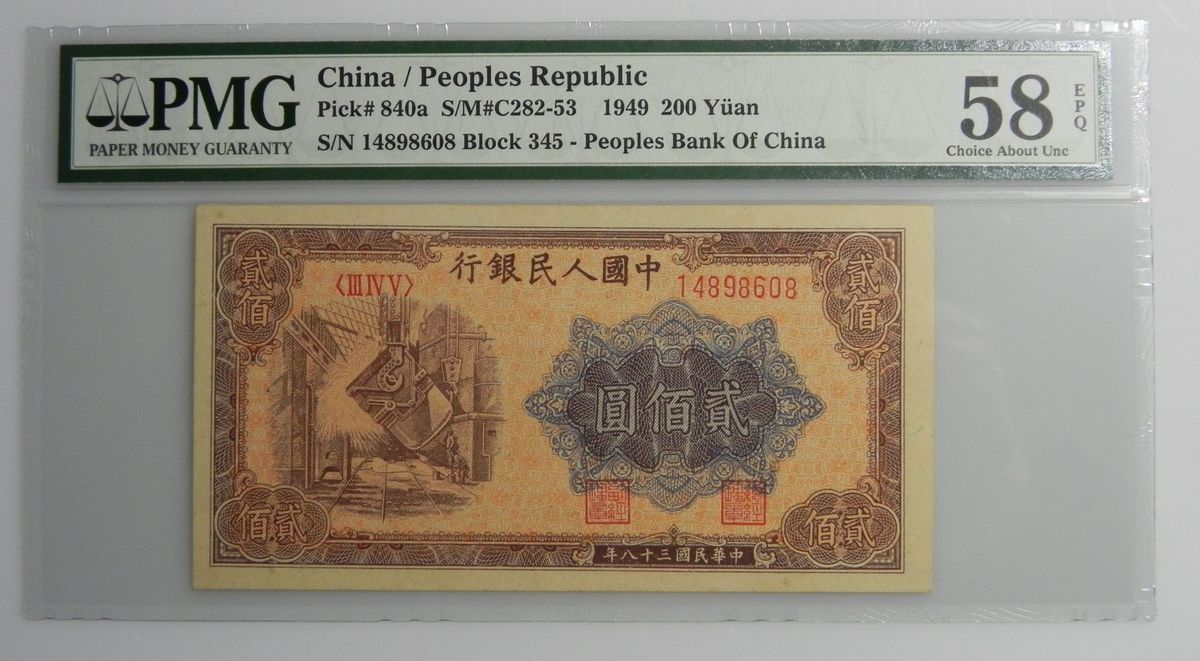 PMG
PAPER MONEY GUARANTY
China / Peoples Republic
Pick# 840a S/M#C282-53 1949 200 Yüan
S/N 14898608 Block 345 - Peoples Bank Of China
58
EPQ
Choice About Unc
行銀民人國中
〈III IV V〉
14898608
貳佰
貳佰
圓佰貳
佰貳
佰貳
年八十三國民華中